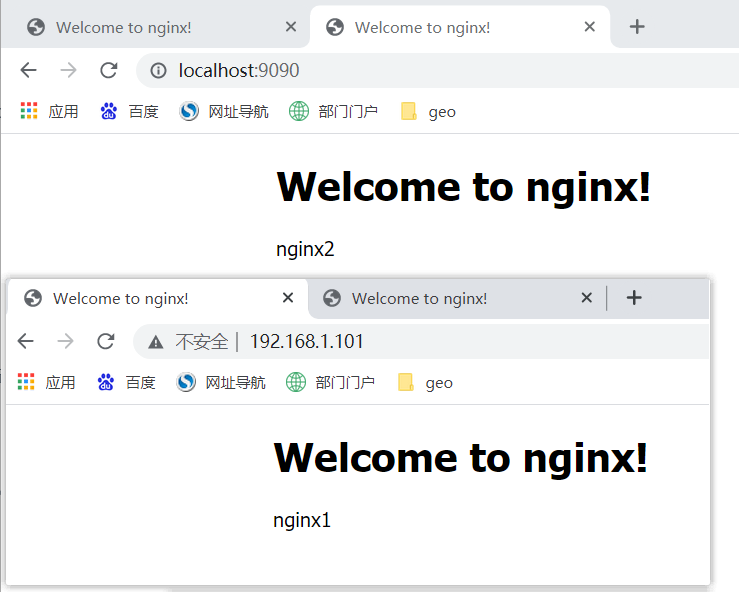 Welcome to nginx! Welcome to nginx!
localhost:9090
应用 百度 网址导航 部门门户 geo
Welcome to nginx!
nginx2
Welcome to nginx! Welcome to nginx!
不安全 | 192.168.1.101
应用 百度 网址导航 部门门户 geo
Welcome to nginx!
nginx1